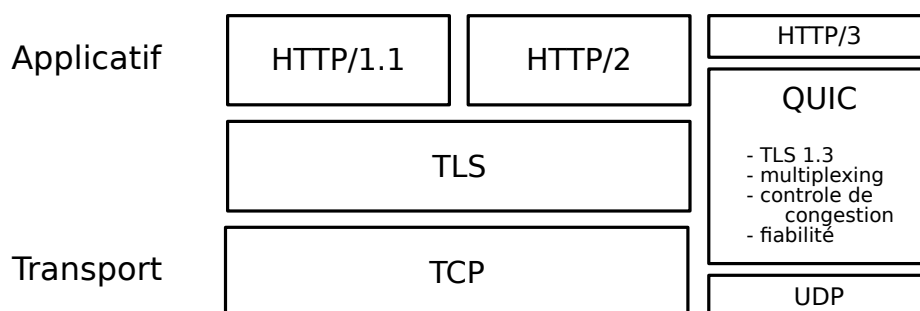 Applicatif
HTTP/1.1
HTTP/2
HTTP/3
QUIC
- TLS 1.3
- multiplexing
- controle de
congestion
- fiabilité
TLS
Transport
TCP
UDP